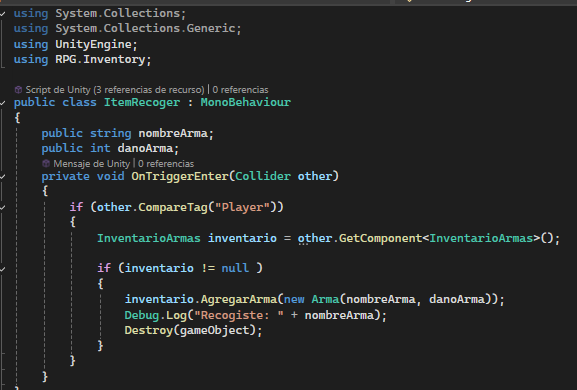 using System.Collections;
using System.Collections.Generic;
using UnityEngine;
using RPG.Inventory;
Script de Unity (3 referencias de recurso) | 0 referencias
public class ItemRecoger : MonoBehaviour
{
public string nombreArma;
public int danoArma;
Mensaje de Unity | 0 referencias
private void OnTriggerEnter(Collider other)
{
if (other.CompareTag("Player"))
{
InventarioArmas inventario = other.GetComponent<InventarioArmas>();
if (inventario != null )
{
inventario.AgregarArma(new Arma(nombreArma, danoArma));
Debug.Log("Recogiste: " + nombreArma);
Destroy(gameObject);
}
}
}